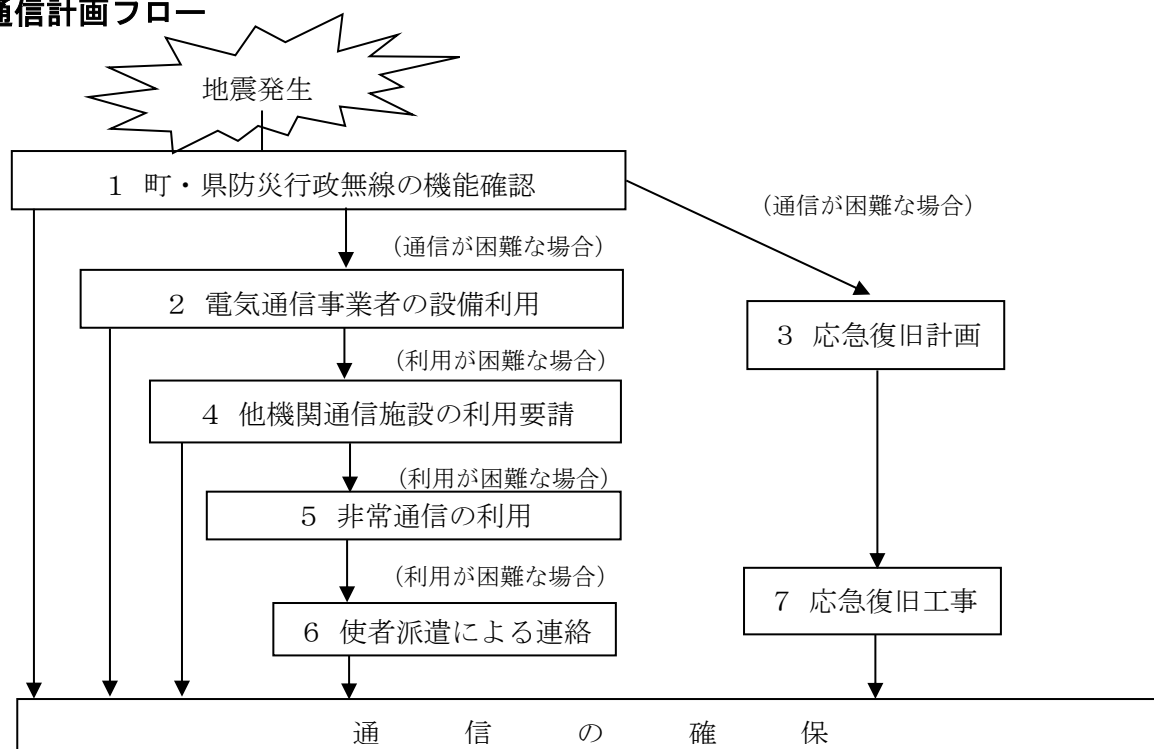 通信計画フロー
地震発生
１ 町・県防災行政無線の機能確認
（通信が困難な場合）
（通信が困難な場合）
２ 電気通信事業者の設備利用
３ 応急復旧計画
（利用が困難な場合）
４ 他機関通信施設の利用要請
（利用が困難な場合）
５ 非常通信の利用
（利用が困難な場合）
７ 応急復旧工事
６ 使者派遣による連絡
通信の確保